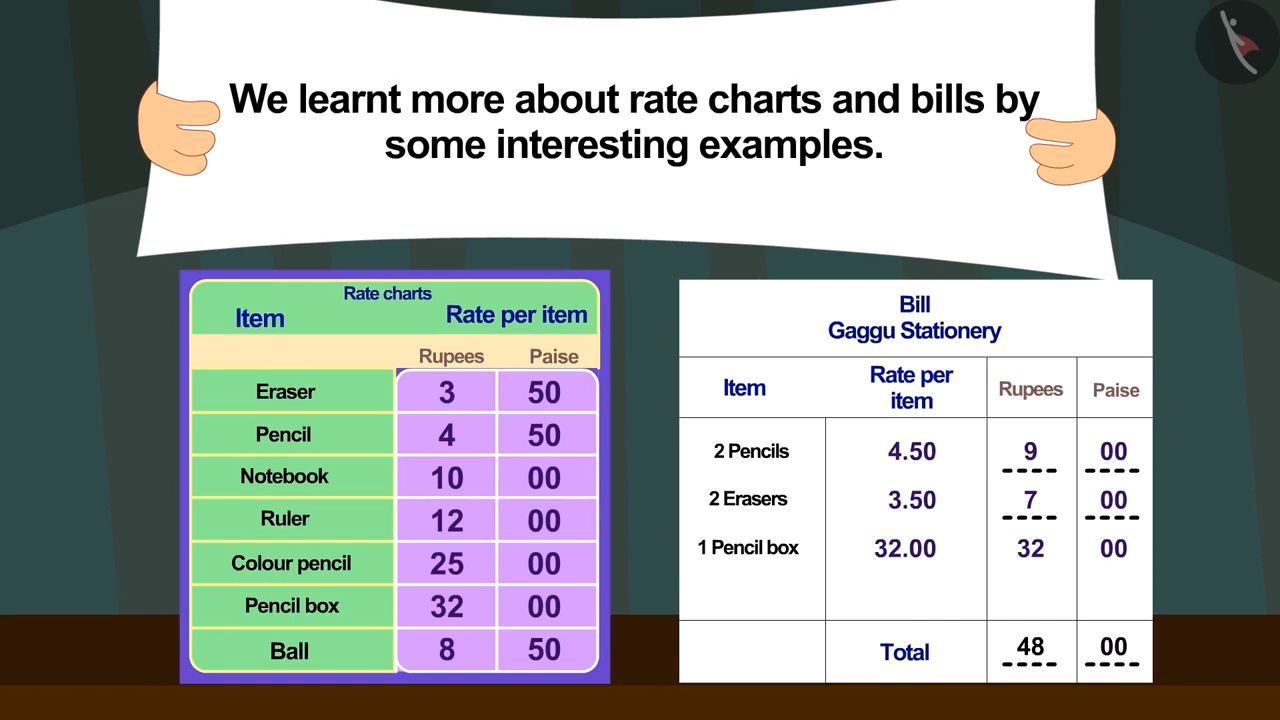 We learnt more about rate charts and bills by
some interesting examples.
Rate charts
Item Rate per item
Rupees Paise
Eraser 3 50
Pencil 4 50
Notebook 10 00
Ruler 12 00
Colour pencil 25 00
Pencil box 32 00
Ball 8 50
Bill
Gaggu Stationery
Item Rate per item Rupees Paise
2 Pencils 4.50 9 00
2 Erasers 3.50 7 00
1 Pencil box 32.00 32 00
Total 48 00